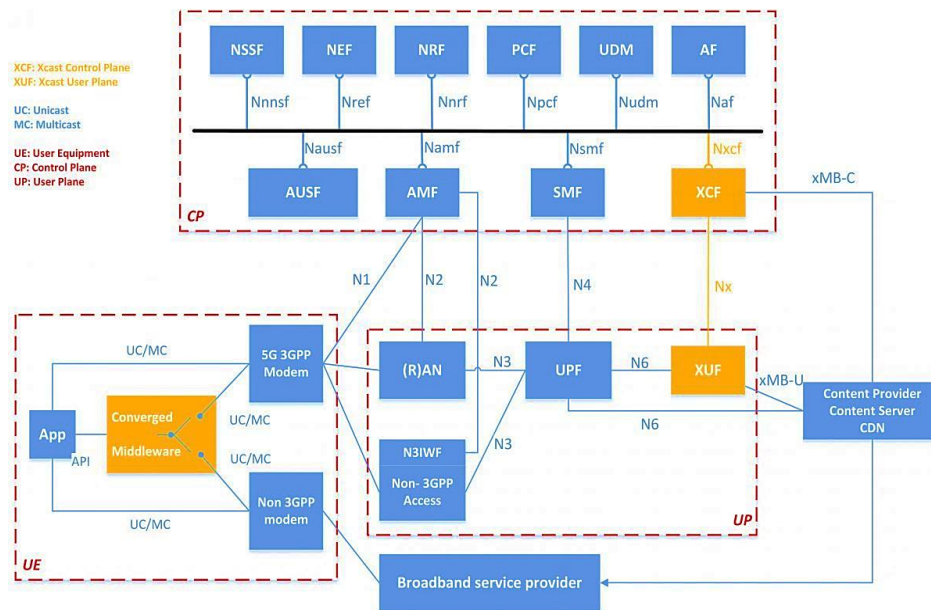 NSSF
NEF
NRF
PCF
UDM
AF
XCF: Xcast Control Plane
XUF: Xcast User Plane
UC: Unicast
MC: Multicast
UE: User Equipment
CP: Control Plane
UP: User Plane
Nnnsf
Nref
Nnrf
Npcf
Nudm
Naf
Nausf
Namf
Nsmf
Nxcf
AUSF
AMF
SMF
XCF
xMB-C
CP
N1
N2
N2
N4
Nx
UC/MC
5G 3GPP
Modem
(R)AN
N3
UPF
N6
XUF
xMB-U
Content Provider
Content Server
CDN
N6
App
API
Converged
Middleware
UC/MC
UC/MC
N3
N3IWF
Non- 3GPP
Access
Non 3GPP
modem
UC/MC
UP
UE
Broadband service provider